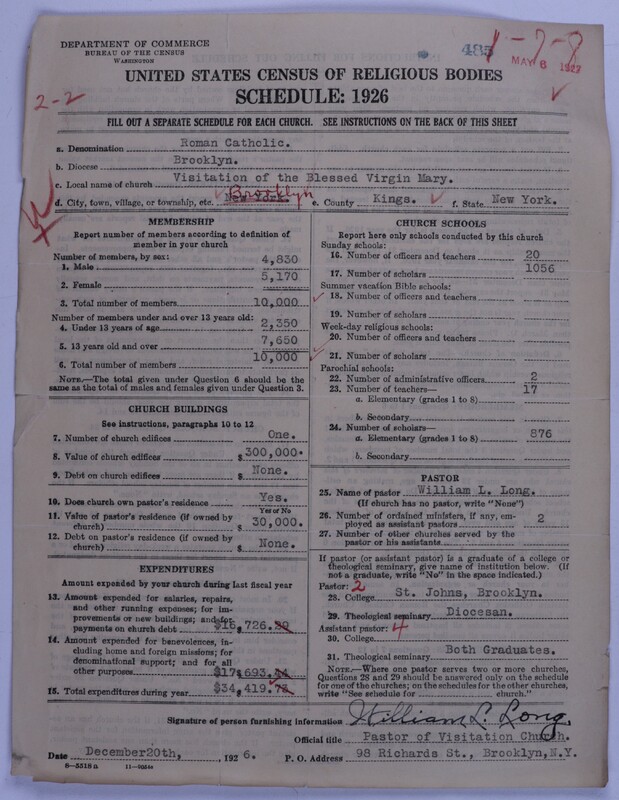 DEPARTMENT OF COMMERCE
BUREAU OF THE CENSUS
WASHINGTON
485
1-7-8
MAY 8 1927
2-2
UNITED STATES CENSUS OF RELIGIOUS BODIES
SCHEDULE: 1926
FILL OUT A SEPARATE SCHEDULE FOR EACH CHURCH. SEE INSTRUCTIONS ON THE BACK OF THIS SHEET
a. Denomination Roman Catholic.
b. Diocese Brooklyn.
c. Local name of church Visitation of the Blessed Virgin Mary.
d. City, town, village, or township, etc. New York. Brooklyn e. County Kings. f. State New York.
MEMBERSHIP
Report number of members according to definition of
member in your church
Number of members, by sex:
1. Male 4,830
2. Female 5,170
3. Total number of members 10,000
Number of members under and over 13 years old:
4. Under 13 years of age 2,350
5. 13 years old and over 7,650
6. Total number of members 10,000
NOTE.—The total given under Question 6 should be the
same as the total of males and females given under Question 3.
CHURCH BUILDINGS
See instructions, paragraphs 10 to 12
7. Number of church edifices One.
8. Value of church edifices $300,000.
9. Debt on church edifices $ None.
10. Does church own pastor's residence Yes.
Yes or No
11. Value of pastor's residence (if owned by
church) $ 30,000.
12. Debt on pastor's residence (if owned by
church) $ None.
EXPENDITURES
Amount expended by your church during last fiscal year
13. Amount expended for salaries, repairs,
and other running expenses; for im-
provements or new buildings; and for
payments on church debt $16,726.29
14. Amount expended for benevolences, in-
cluding home and foreign missions; for
denominational support; and for all
other purposes $17,693.44
15. Total expenditures during year $34,419.73
CHURCH SCHOOLS
Report here only schools conducted by this church
Sunday schools:
16. Number of officers and teachers 20
17. Number of scholars 1056
Summer vacation Bible schools:
18. Number of officers and teachers
19. Number of scholars
Week-day religious schools:
20. Number of officers and teachers
21. Number of scholars
Parochial schools:
22. Number of administrative officers 2
23. Number of teachers—
a. Elementary (grades 1 to 8) 17
b. Secondary
24. Number of scholars—
a. Elementary (grades 1 to 8) 876
b. Secondary
PASTOR
25. Name of pastor William L. Long.
(If church has no pastor, write "None")
26. Number of ordained ministers, if any, em-
ployed as assistant pastors 2
27. Number of other churches served by the
pastor or his assistants
If pastor (or assistant pastor) is a graduate of a college or
theological seminary, give name of institution below. (If
not a graduate, write "No" in the space indicated.)
Pastor: 2
28. College St. Johns, Brooklyn.
29. Theological seminary Diocesan.
Assistant pastor: 4
30. College
31. Theological seminary Both Graduates.
NOTE.—Where one pastor serves two or more churches,
Questions 28 and 29 should be answered only on the schedule
for one of the churches; on the schedules for the other churches,
write "See schedule for church."
Signature of person furnishing information William L. Long.
Official title Pastor of Visitation Church.
Date December20th, 1926. P. O. Address 98 Richards St., Brooklyn,N.Y.
8-5518 a